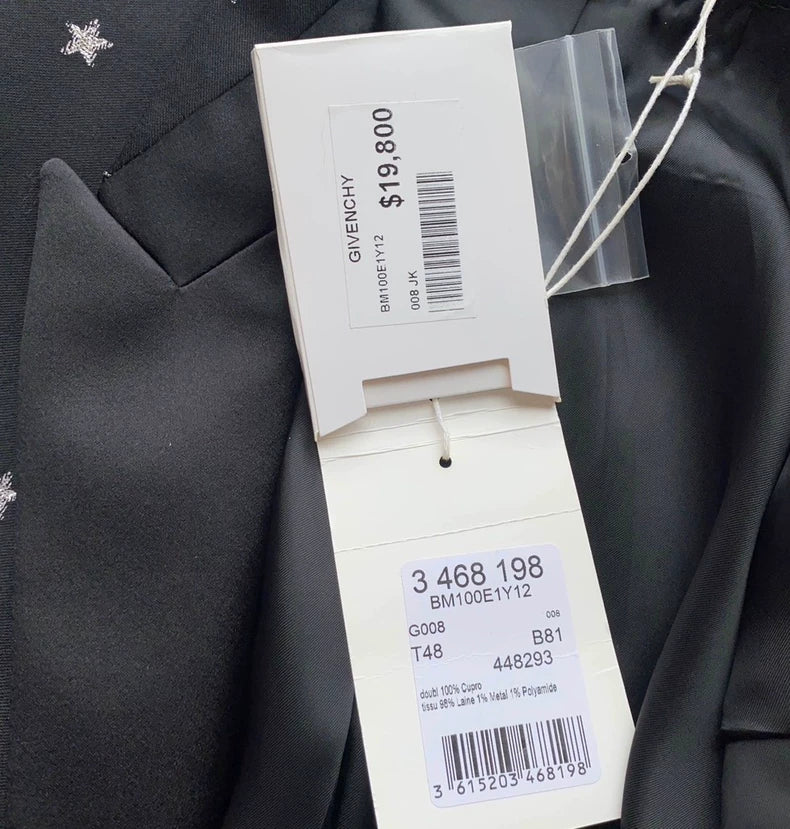 GIVENCHY
BM100E1Y12
$19,800
008 JK
3 468 198
BM100E1Y12
G008 008
T48 B81
448293
doubl 100% Cupro
tissu 98% Laine 1% Metal 1% Polyamide
3 615203 468198